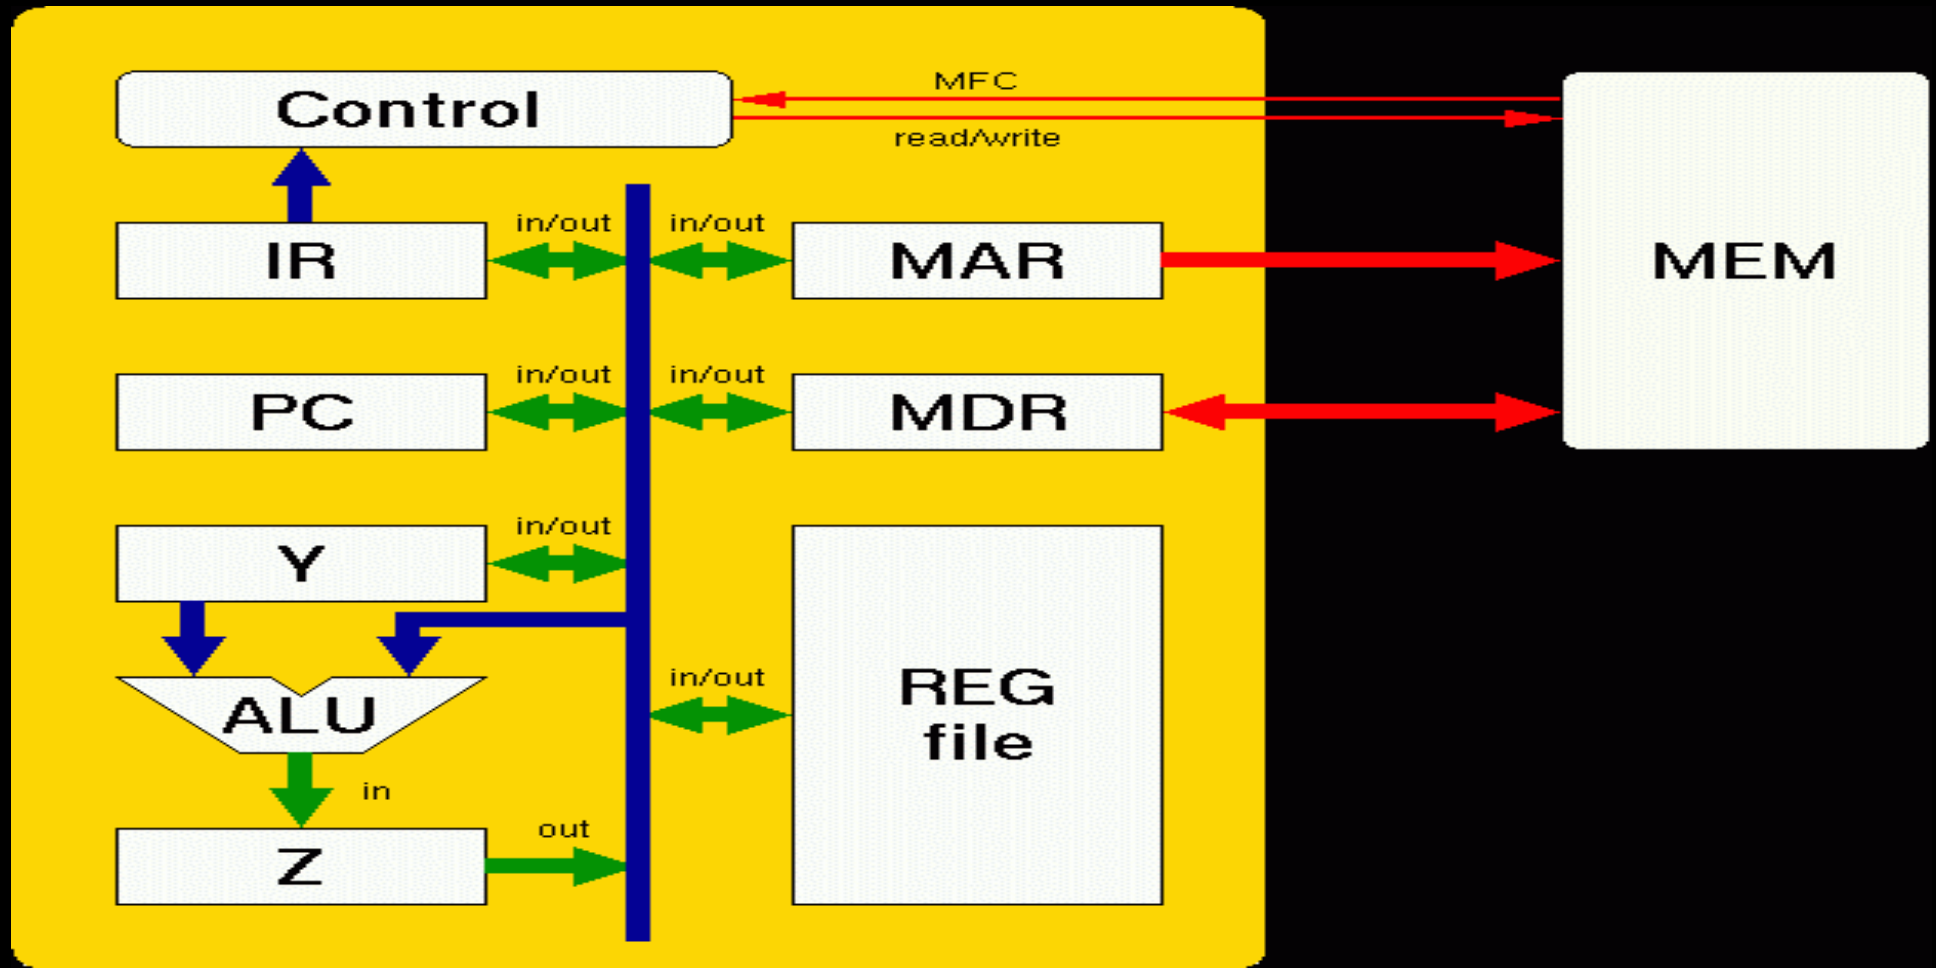 MFC
Control
read/write
in/out
in/out
IR
MAR
MEM
in/out
in/out
PC
MDR
in/out
Y
in/out
REG
file
ALU
in
out
Z